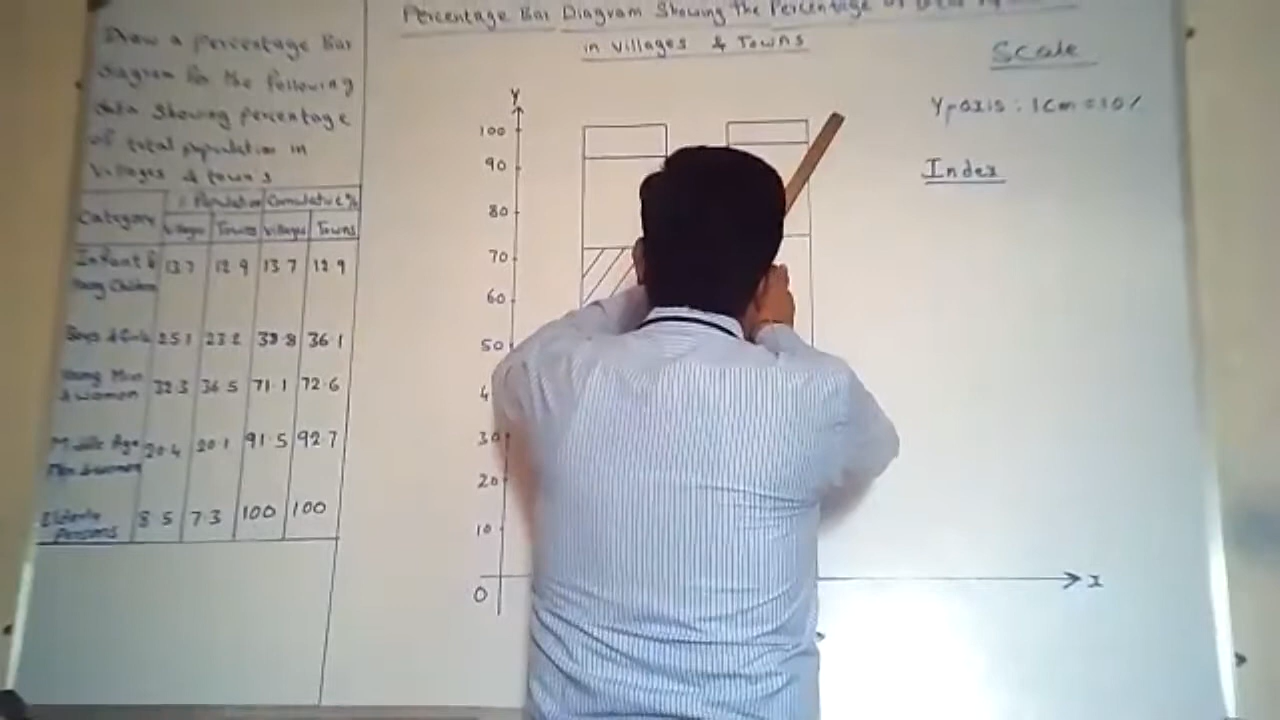 Percentage Bar Diagram Showing the Percentage of
in Villages & Towns
Draw a Percentage Bar
diagram for the following
data showing percentage
of total population in
Villages & towns
Scale
Y axis : 1cm = 10%
Index
Category
% Population
Cumulative %
Villages Towns Villages Towns
Infant & Young Children 13.7 12.9 13.7 12.9
Boys & Girls 25.1 23.2 38.8 36.1
Young Men & Women 32.3 36.5 71.1 72.6
Middle Age Men & women 20.4 20.1 91.5 92.7
Elderly Persons 8.5 7.3 100 100
Y
100
90
80
70
60
50
4
30
20
10
0
X